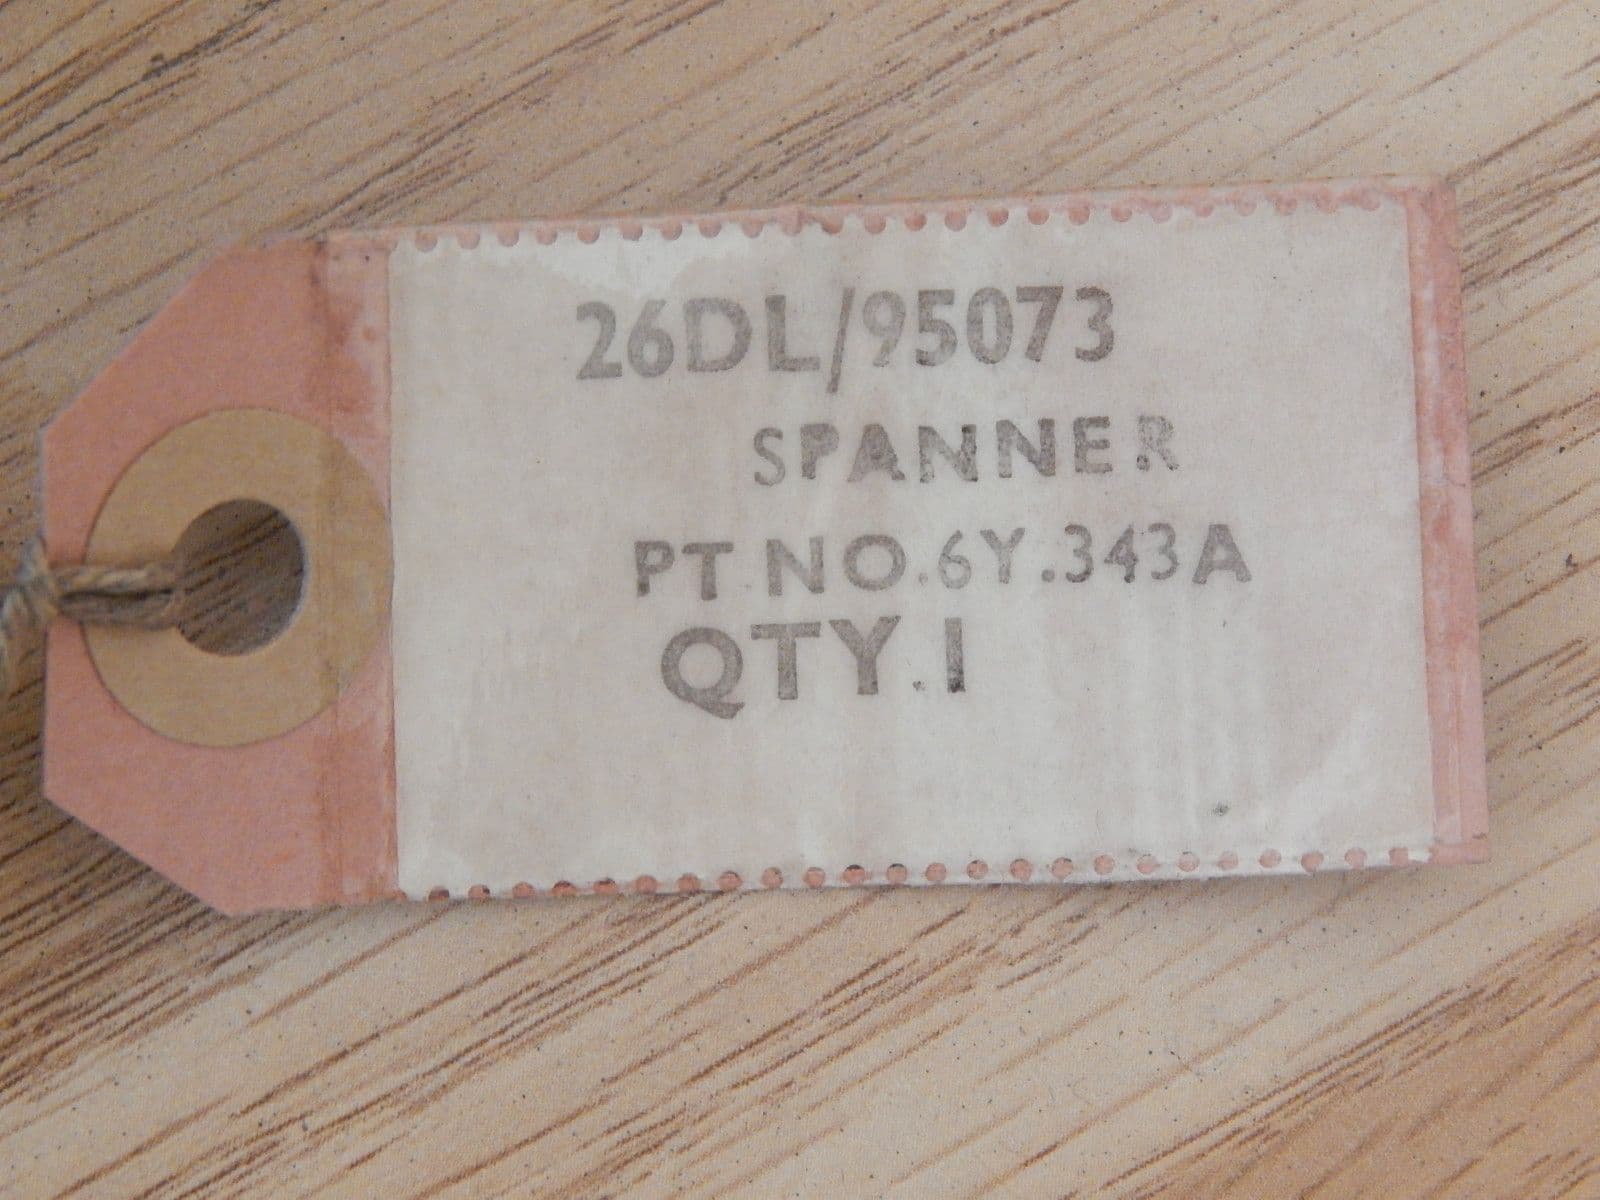 26DL/95073
SPANNER
PT.NO.6Y.343A
QTY.1